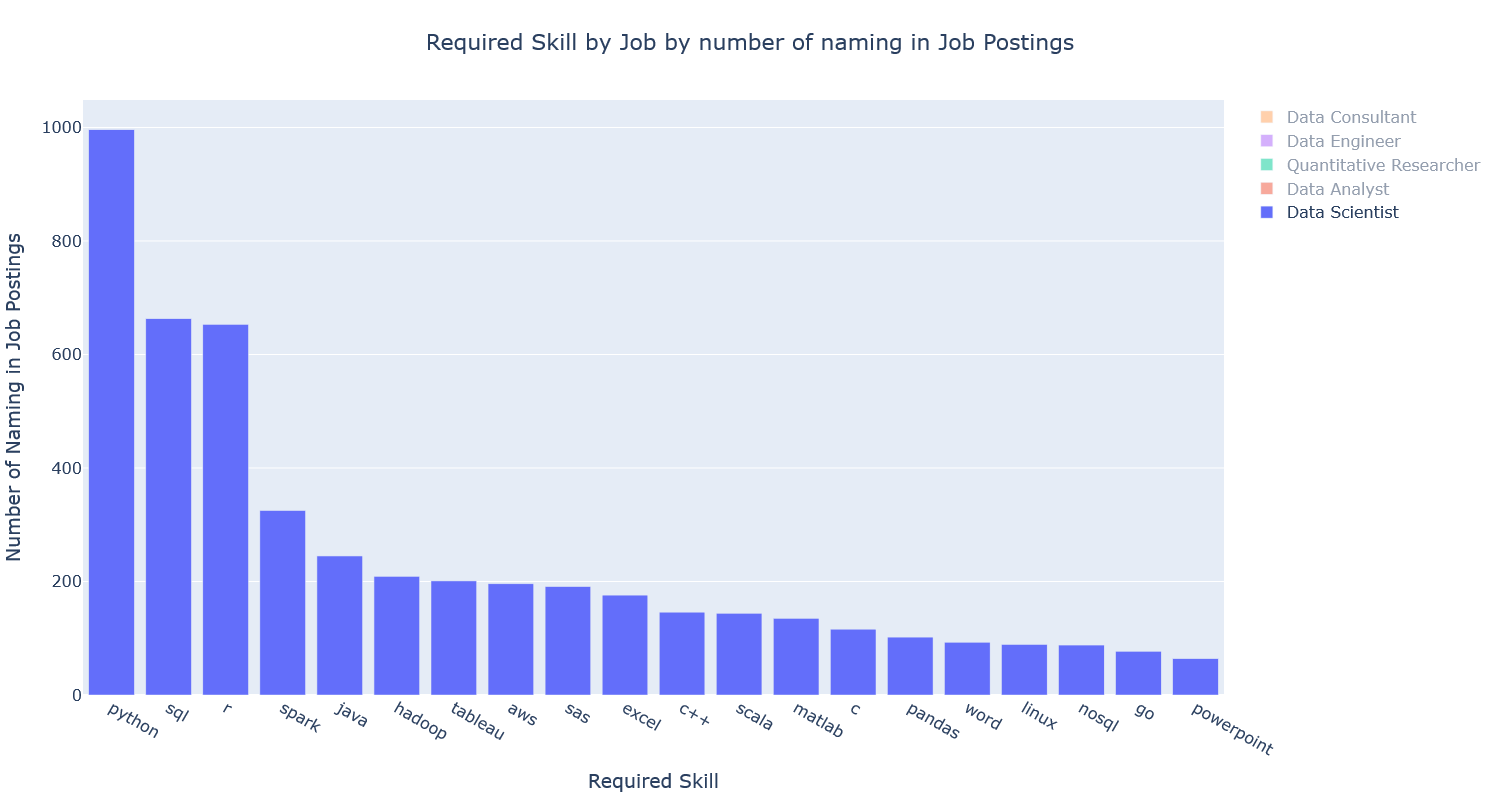 Required Skill by Job by number of naming in Job Postings
Data Consultant
Data Engineer
Quantitative Researcher
Data Analyst
Data Scientist
Number of Naming in Job Postings
1000
800
600
400
200
0
python
sql
r
spark
java
hadoop
tableau
aws
sas
excel
c++
scala
matlab
c
pandas
word
linux
nosql
go
powerpoint
Required Skill